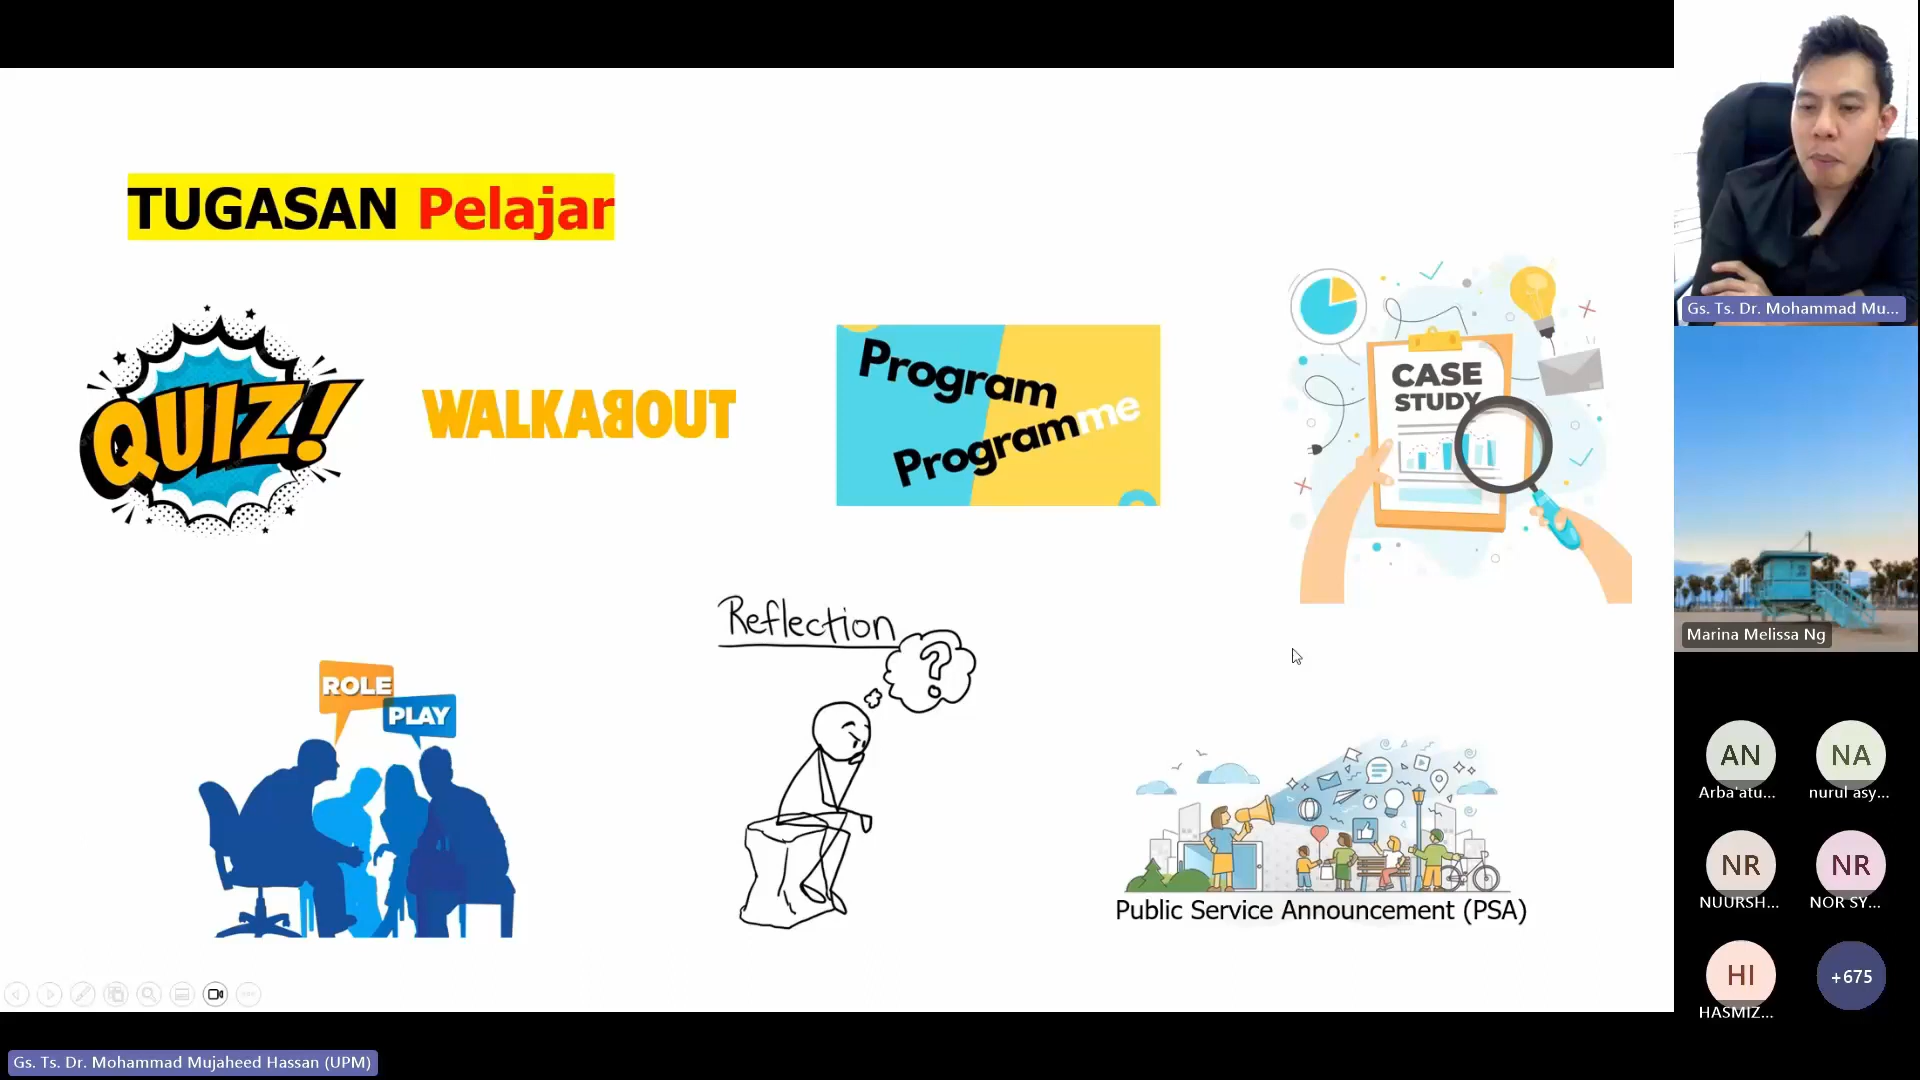 TUGASAN Pelajar
QUIZ!
WALKABOUT
Program
Programme
CASE
STUDY
ROLE
PLAY
Reflection
?
Public Service Announcement (PSA)
Gs. Ts. Dr. Mohammad Mu...
Marina Melissa Ng
AN
Arba'atu...
NA
nurul asy...
NR
NUURSH...
NR
NOR SY...
HI
HASMIZ...
+675
Gs. Ts. Dr. Mohammad Mujaheed Hassan (UPM)